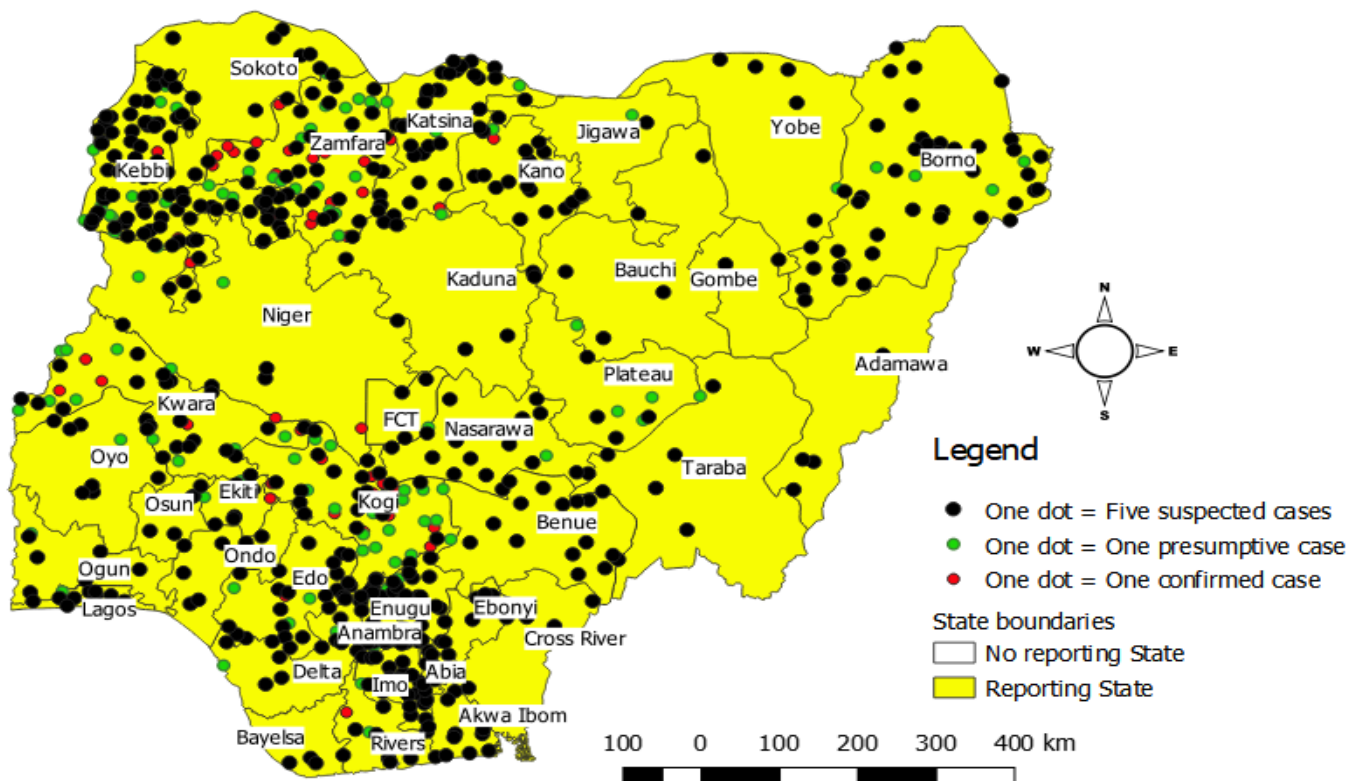 Sokoto
Katsina
Zamfara
Jigawa
Yobe
Borno
Kebbi
Kano
Kaduna
Bauchi
Gombe
Niger
Adamawa
Plateau
Kwara
FCT
Nasarawa
Oyo
Taraba
Osun
Ekiti
Kogi
Benue
Ondo
Ogun
Edo
Lagos
Enugu
Ebonyi
Anambra
Cross River
Delta
Imo
Abia
Akwa Ibom
Bayelsa
Rivers
N
W
E
S
Legend
One dot = Five suspected cases
One dot = One presumptive case
One dot = One confirmed case
State boundaries
No reporting State
Reporting State
100 0 100 200 300 400 km